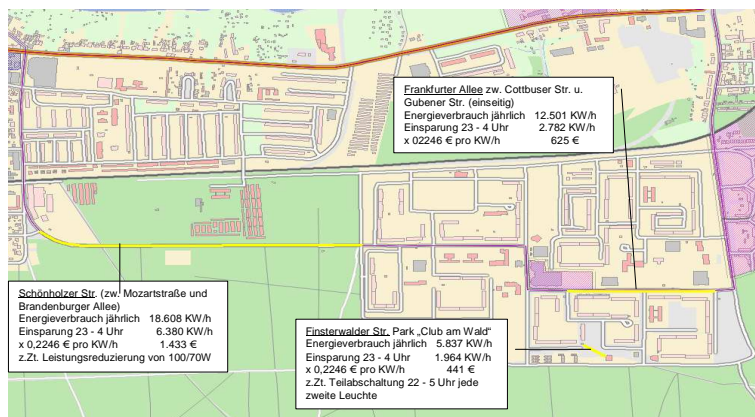 Frankfurter Allee zw. Cottbuser Str. u.
Gubener Str. (einseitig)
Energieverbrauch jährlich 12.501 KW/h
Einsparung 23 - 4 Uhr 2.782 KW/h
x 02246 € pro KW/h 625 €
Schönholzer Str. (zw. Mozartstraße und
Brandenburger Allee)
Energieverbrauch jährlich 18.608 KW/h
Einsparung 23 - 4 Uhr 6.380 KW/h
x 0,2246 € pro KW/h 1.433 €
z.Zt. Leistungsreduzierung von 100/70W
Finsterwalder Str. Park „Club am Wald“
Energieverbrauch jährlich 5.837 KW/h
Einsparung 23 - 4 Uhr 1.964 KW/h
x 0,2246 € pro KW/h 441 €
z.Zt. Teilabschaltung 22 - 5 Uhr jede
zweite Leuchte